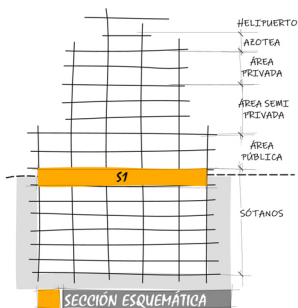 HELIPUERTO
AZOTEA
ÁREA
PRIVADA
ÁREA SEMI
PRIVADA
ÁREA
PÚBLICA
S1
SÓTANOS
SECCIÓN ESQUEMÁTICA